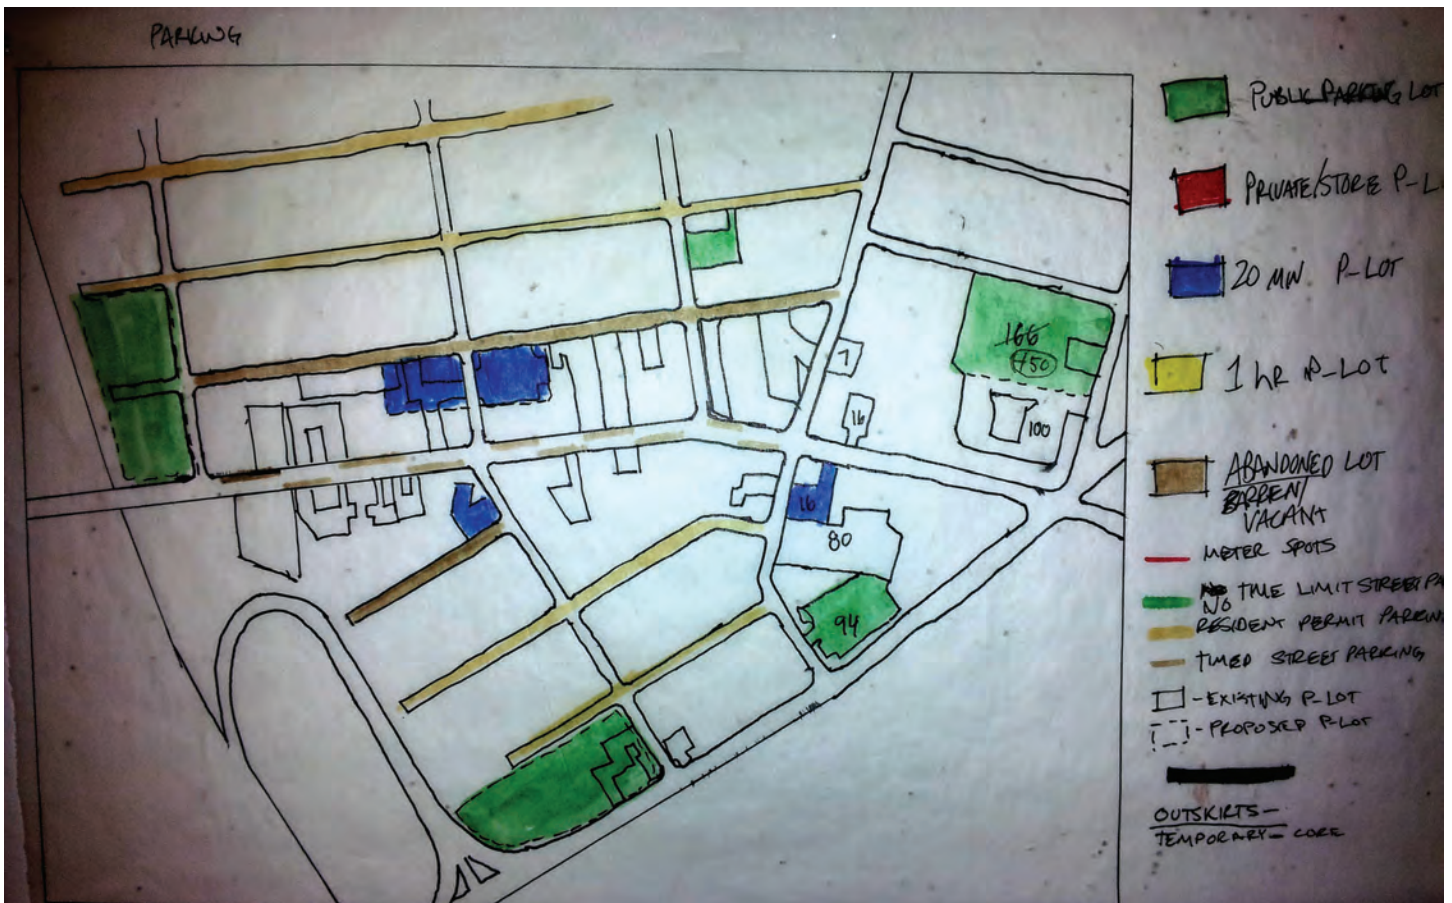 PARKING
PUBLIC PARKING LOT
PRIVATE/STORE P-L
20 MIN. P-LOT
1 HR P-LOT
ABANDONED LOT
BARREN/
VACANT
METER SPOTS
NO TIME LIMIT STREET PA
RESIDENT PERMIT PARKING
TIMED STREET PARKING
- EXISTING P-LOT
- PROPOSED P-LOT
OUTSKIRTS -
TEMPORARY - CORE
166
+50
7
16
100
16
80
94